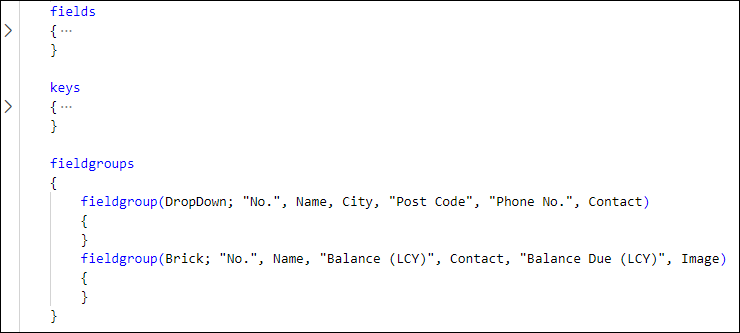 fields
{ ···
}
keys
{ ···
}
fieldgroups
{
fieldgroup(DropDown; "No.", Name, City, "Post Code", "Phone No.", Contact)
{
}
fieldgroup(Brick; "No.", Name, "Balance (LCY)", Contact, "Balance Due (LCY)", Image)
{
}
}